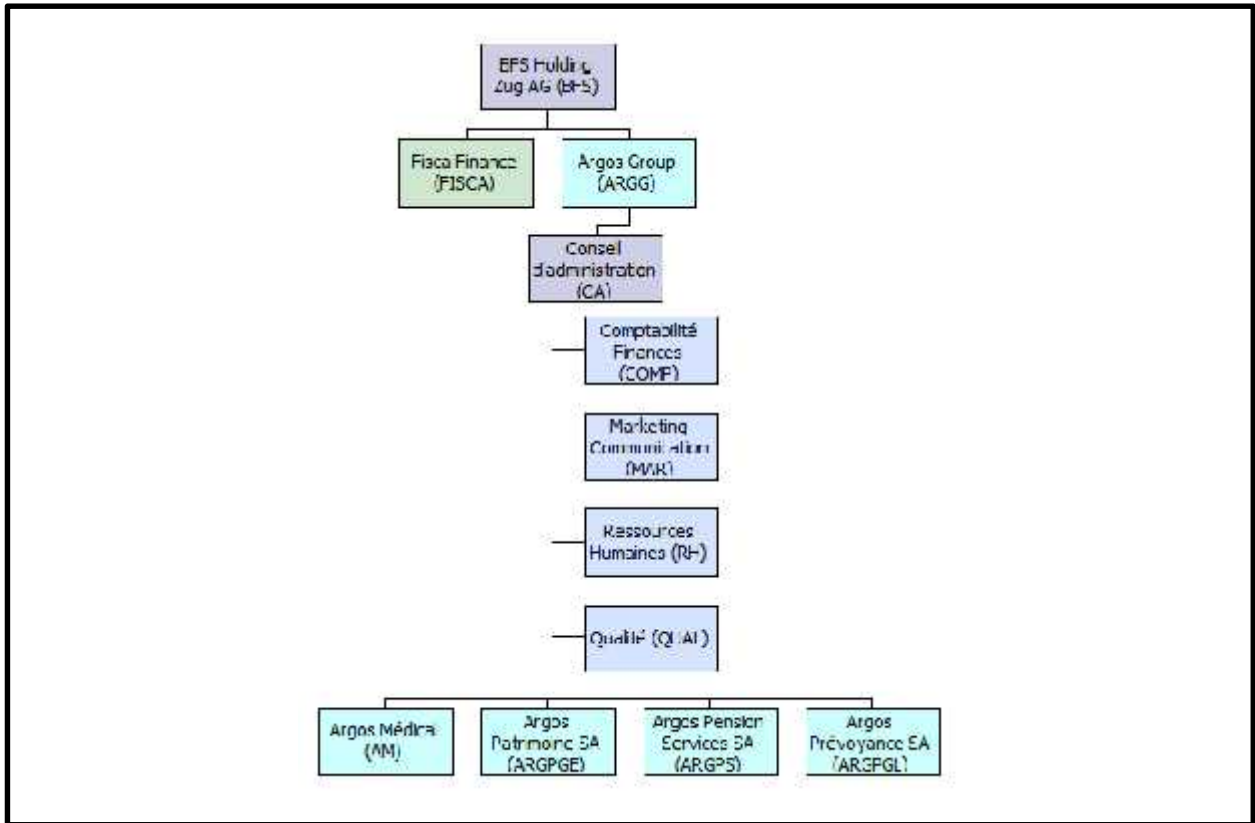 Holding
Zug AG
Fisca Finance
(FISCA)
Argos Group
(ARGG)
Conseil
d'administration
(CA)
Comptabilité
Finances
(COMP)
Marketing
Communication
(MAR)
Ressources
Humaines (RH)
Qualité (QUAL)
Argos Médical
(AM)
Argos
Patrimoine SA
(ARGPGE)
Argos Pension
Services SA
(ARGPS)
Argos
Prévoyance SA
(ARGPGL)